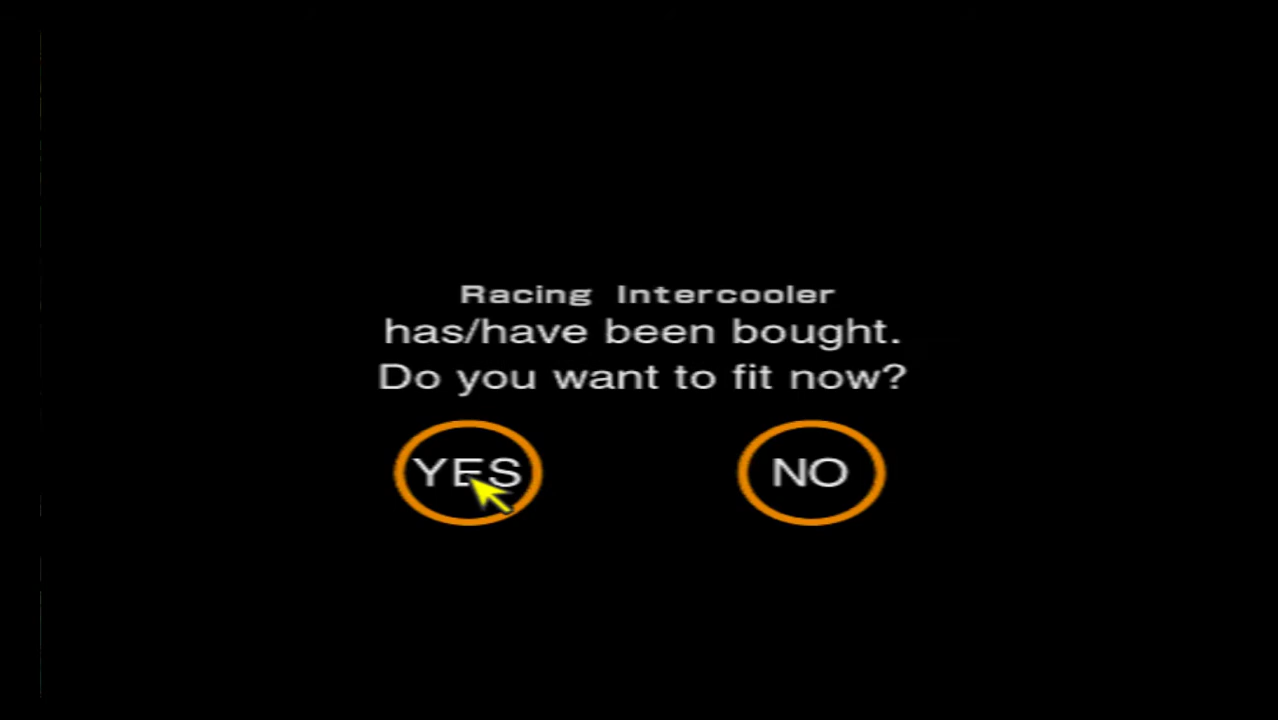 Racing Intercooler
has/have been bought.
Do you want to fit now?
YES NO